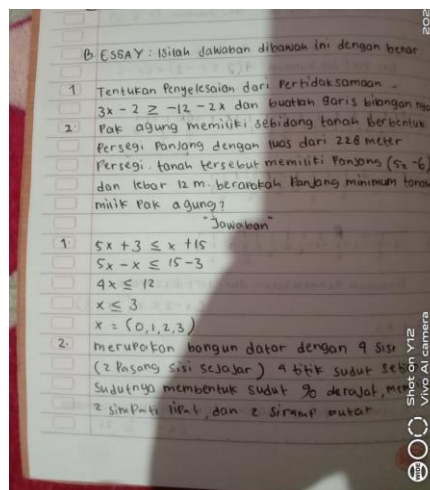 B ESSAY : Isilah Jawaban dibawah ini dengan benar
1 Tentukan Penyelesaian dari Pertidaksamaan
3x - 2 ≥ -12 - 2x dan buatlah garis bilangan nya
2 Pak agung memiliki sebidang tanah berbentuk
Persegi Panjang dengan luas dari 228 meter
Persegi. tanah tersebut memiliki Panjang (5x -6)
dan lebar 12 m. berapakah Panjang minimum tanah
milik Pak agung?
"Jawaban"
1. 5x + 3 ≤ x + 15
5x - x ≤ 15 - 3
4x ≤ 12
x ≤ 3
x = (0,1,2,3)
2. merupakan bangun datar dengan 4 sisi
(2 Pasang sisi sejajar) 4 titik sudut
Sudutnya membentuk sudut 90 derajat,
2 lipat, dan 2 putar
Shot on Y12
Vivo AI camera
202